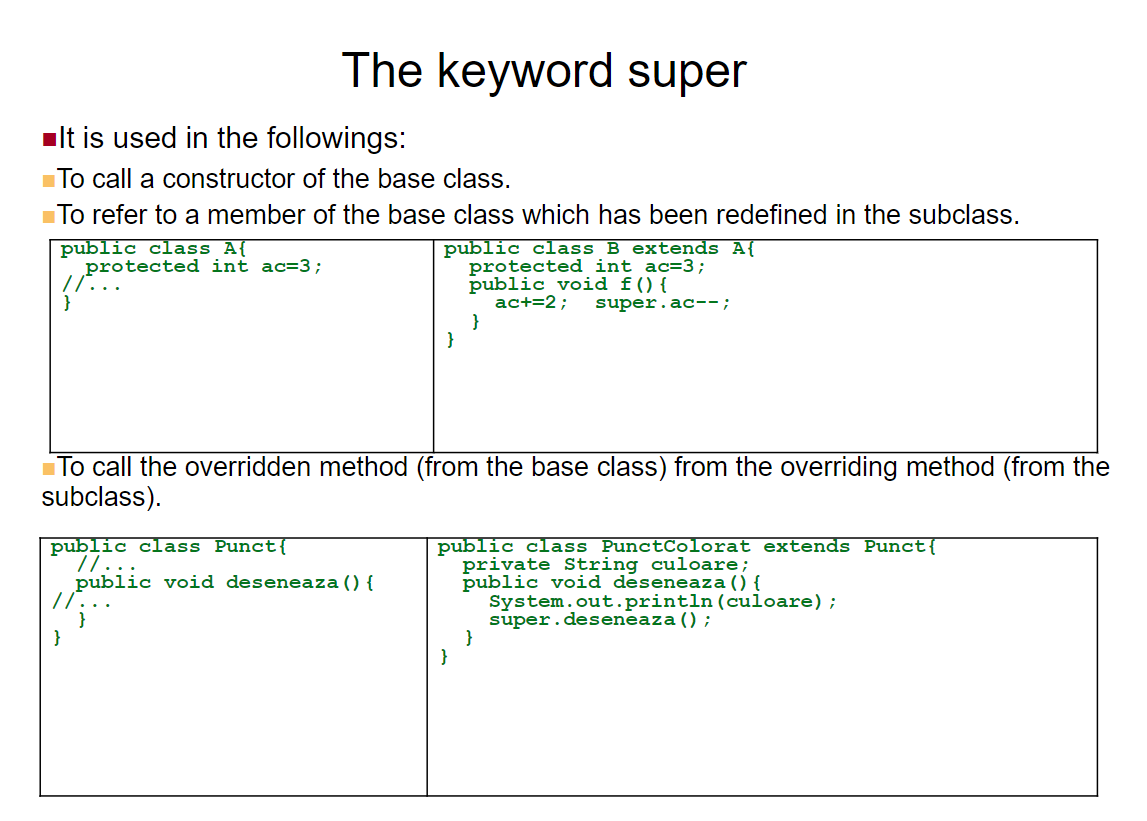 The keyword super
It is used in the followings:
To call a constructor of the base class.
To refer to a member of the base class which has been redefined in the subclass.
public class A{
protected int ac=3;
//...
}
public class B extends A{
protected int ac=3;
public void f(){
ac+=2;  super.ac--;
}
}
To call the overridden method (from the base class) from the overriding method (from the
subclass).
public class Punct{
//...
public void deseneaza(){
//...
}
}
public class PunctColorat extends Punct{
private String culoare;
public void deseneaza(){
System.out.println(culoare);
super.deseneaza();
}
}